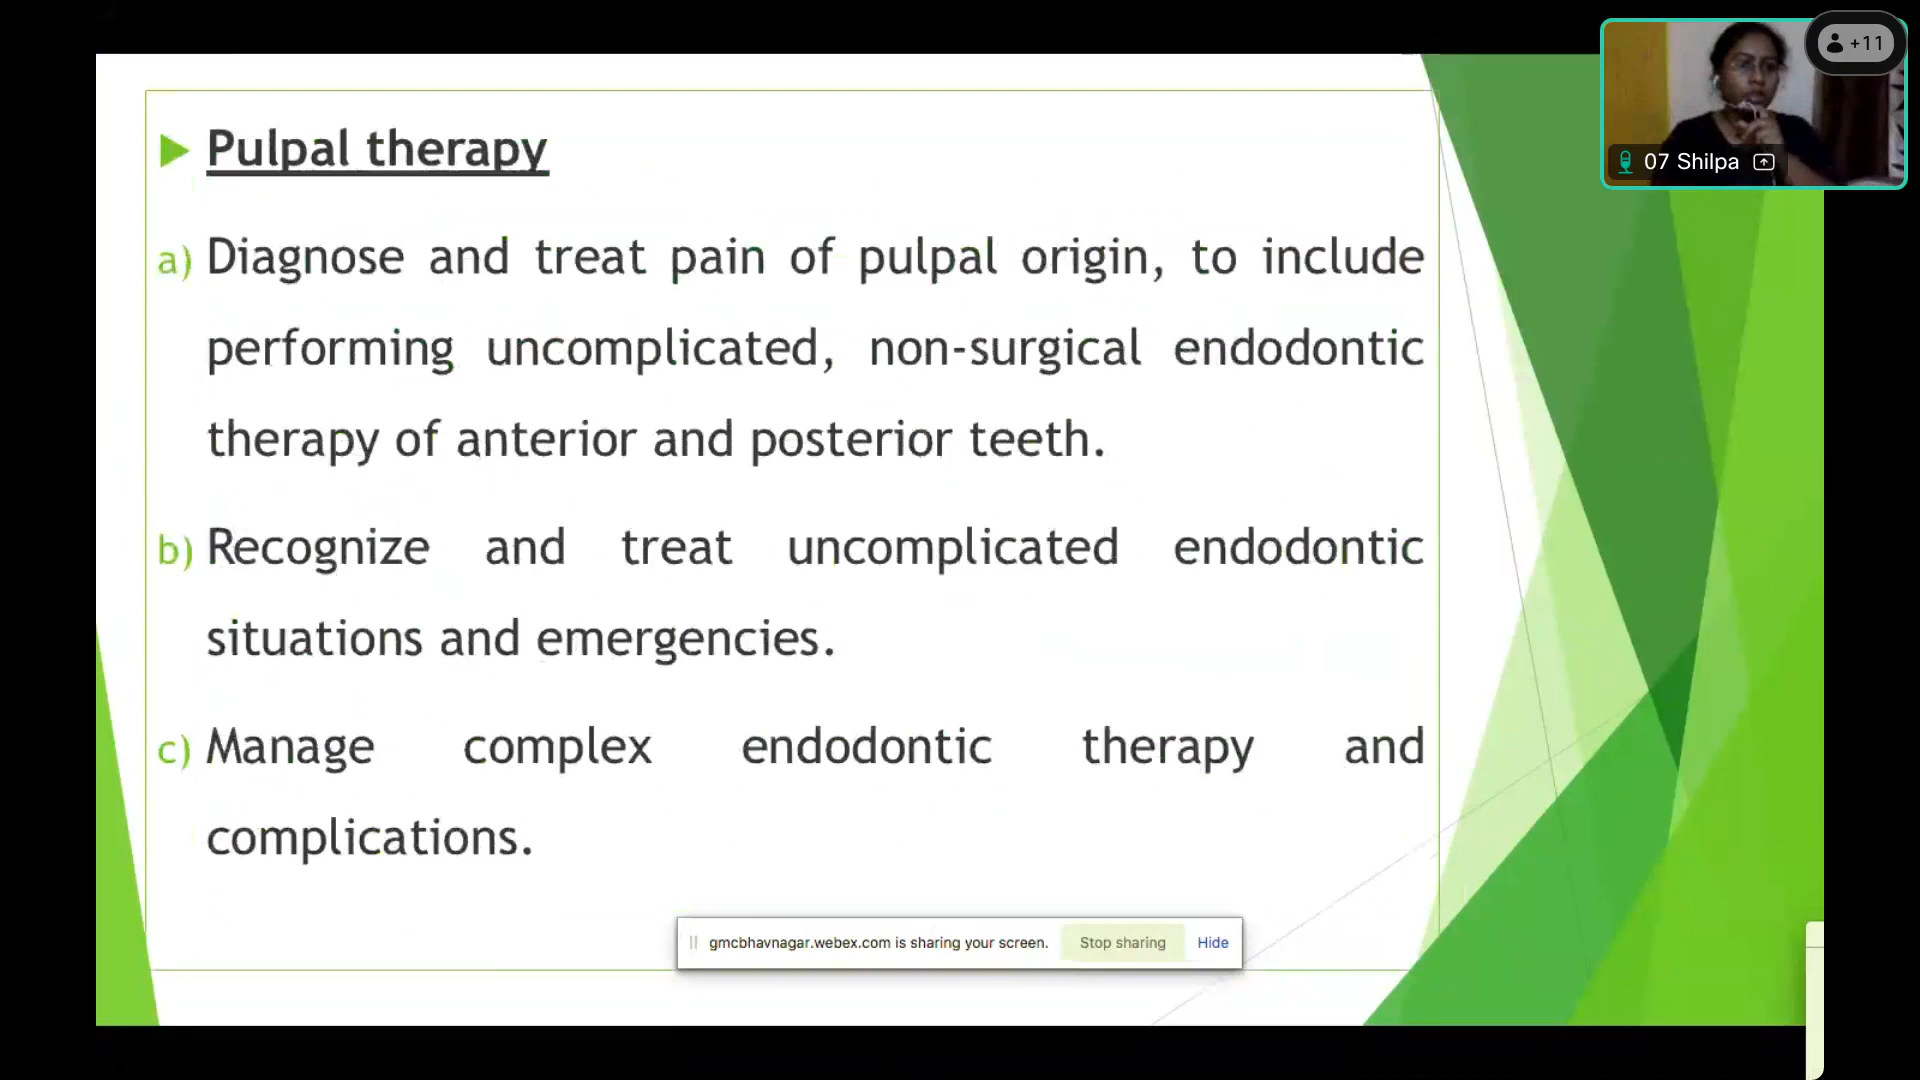 +11
07 Shilpa
Pulpal therapy
a) Diagnose and treat pain of pulpal origin, to include
performing uncomplicated, non-surgical endodontic
therapy of anterior and posterior teeth.
b) Recognize and treat uncomplicated endodontic
situations and emergencies.
c) Manage complex endodontic therapy and
complications.
gmcbhavnagar.webex.com is sharing your screen. Stop sharing Hide